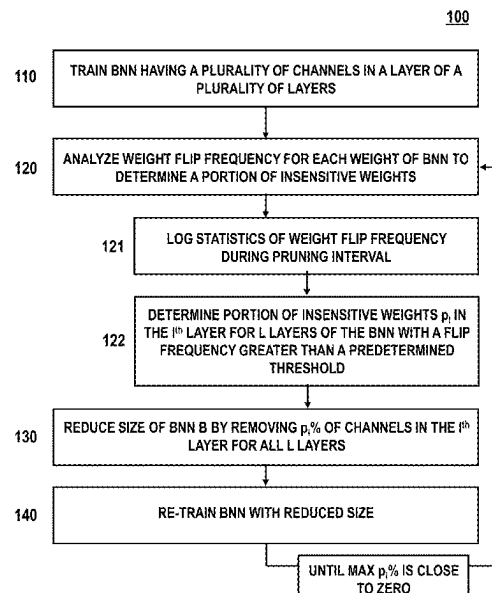 100
110
TRAIN BNN HAVING A PLURALITY OF CHANNELS IN A LAYER OF A
PLURALITY OF LAYERS
120
ANALYZE WEIGHT FLIP FREQUENCY FOR EACH WEIGHT OF BNN TO
DETERMINE A PORTION OF INSENSITIVE WEIGHTS
121
LOG STATISTICS OF WEIGHT FLIP FREQUENCY
DURING PRUNING INTERVAL
122
DETERMINE PORTION OF INSENSITIVE WEIGHTS pₗ IN
THE lᵗʰ LAYER FOR L LAYERS OF THE BNN WITH A FLIP
FREQUENCY GREATER THAN A PREDETERMINED
THRESHOLD
130
REDUCE SIZE OF BNN B BY REMOVING pₗ% OF CHANNELS IN THE lᵗʰ
LAYER FOR ALL L LAYERS
140
RE-TRAIN BNN WITH REDUCED SIZE
UNTIL MAX pₗ% IS CLOSE
TO ZERO